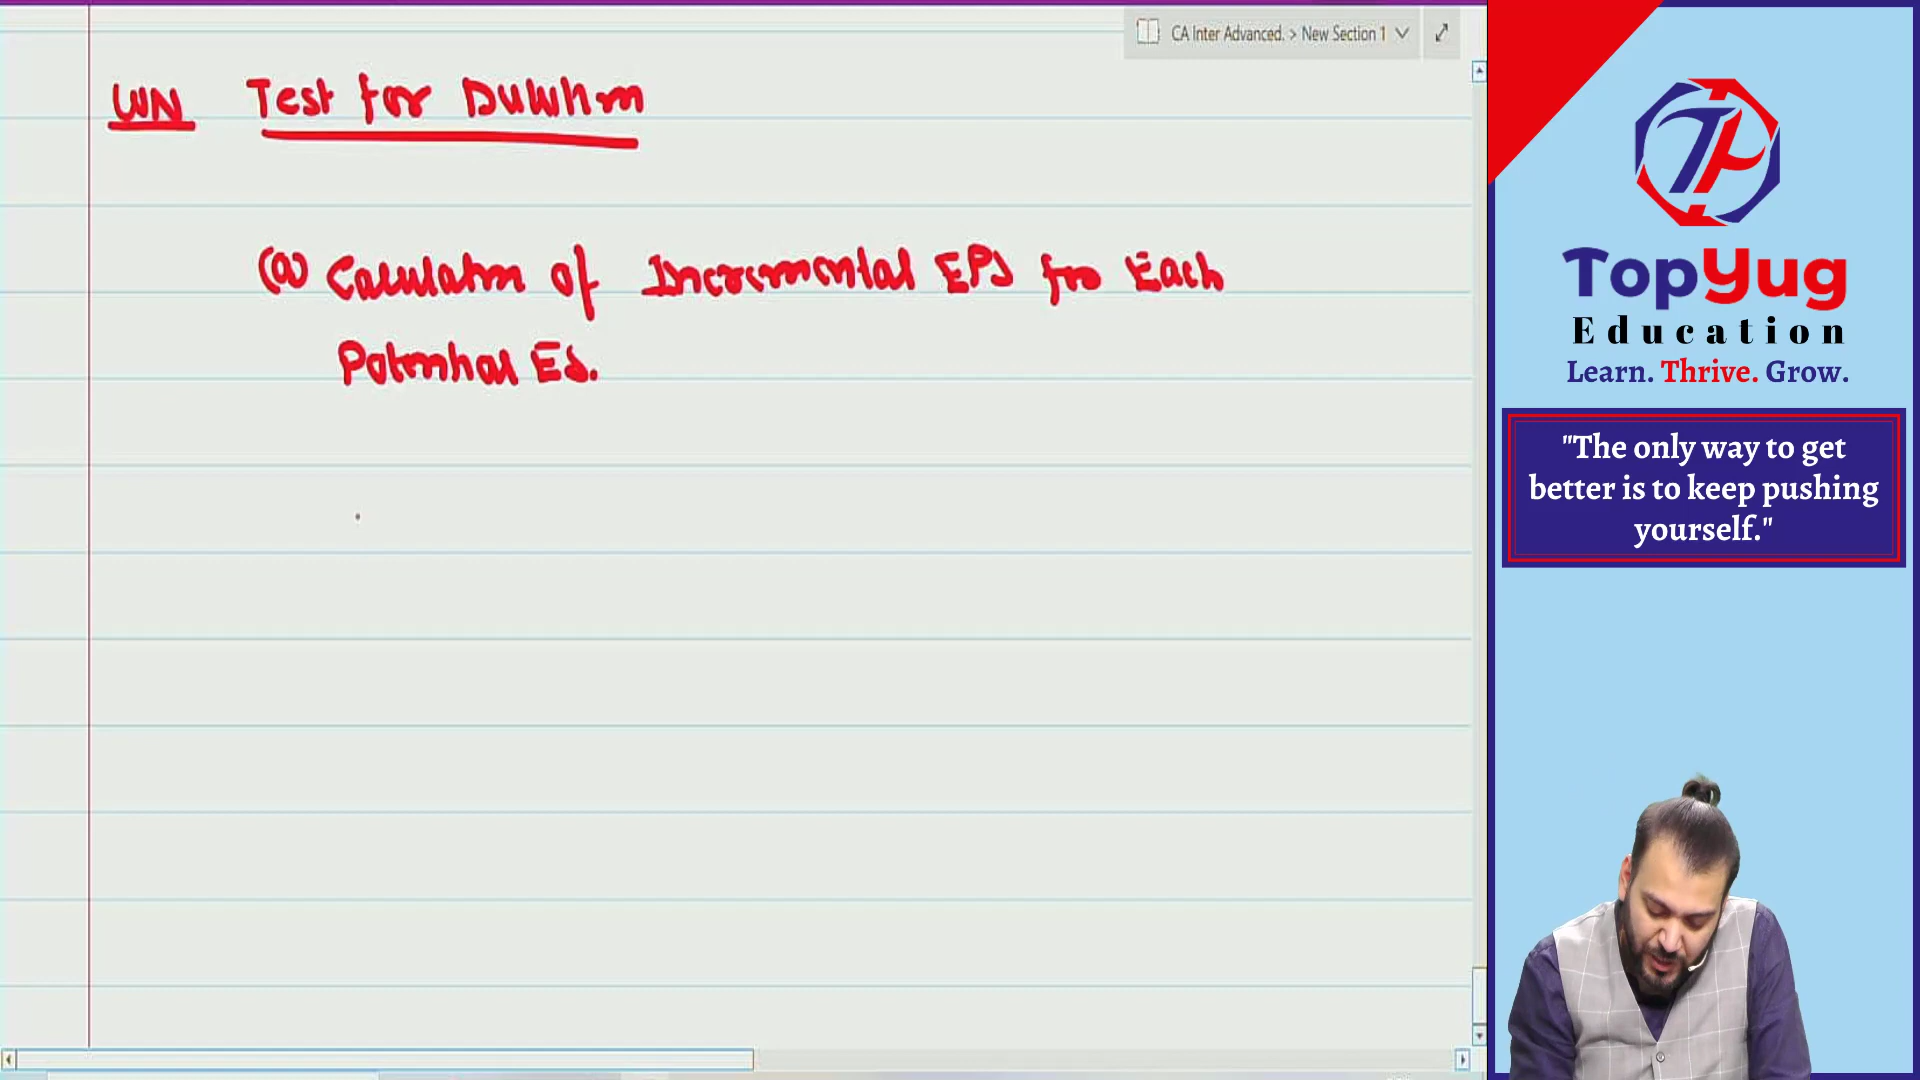 CA Inter Advanced. > New Section 1
WN Test for Dilution
(a) Calculation of Incremental EPS for Each
Potential Es.
TopYug
Education
Learn. Thrive. Grow.
"The only way to get
better is to keep pushing
yourself."